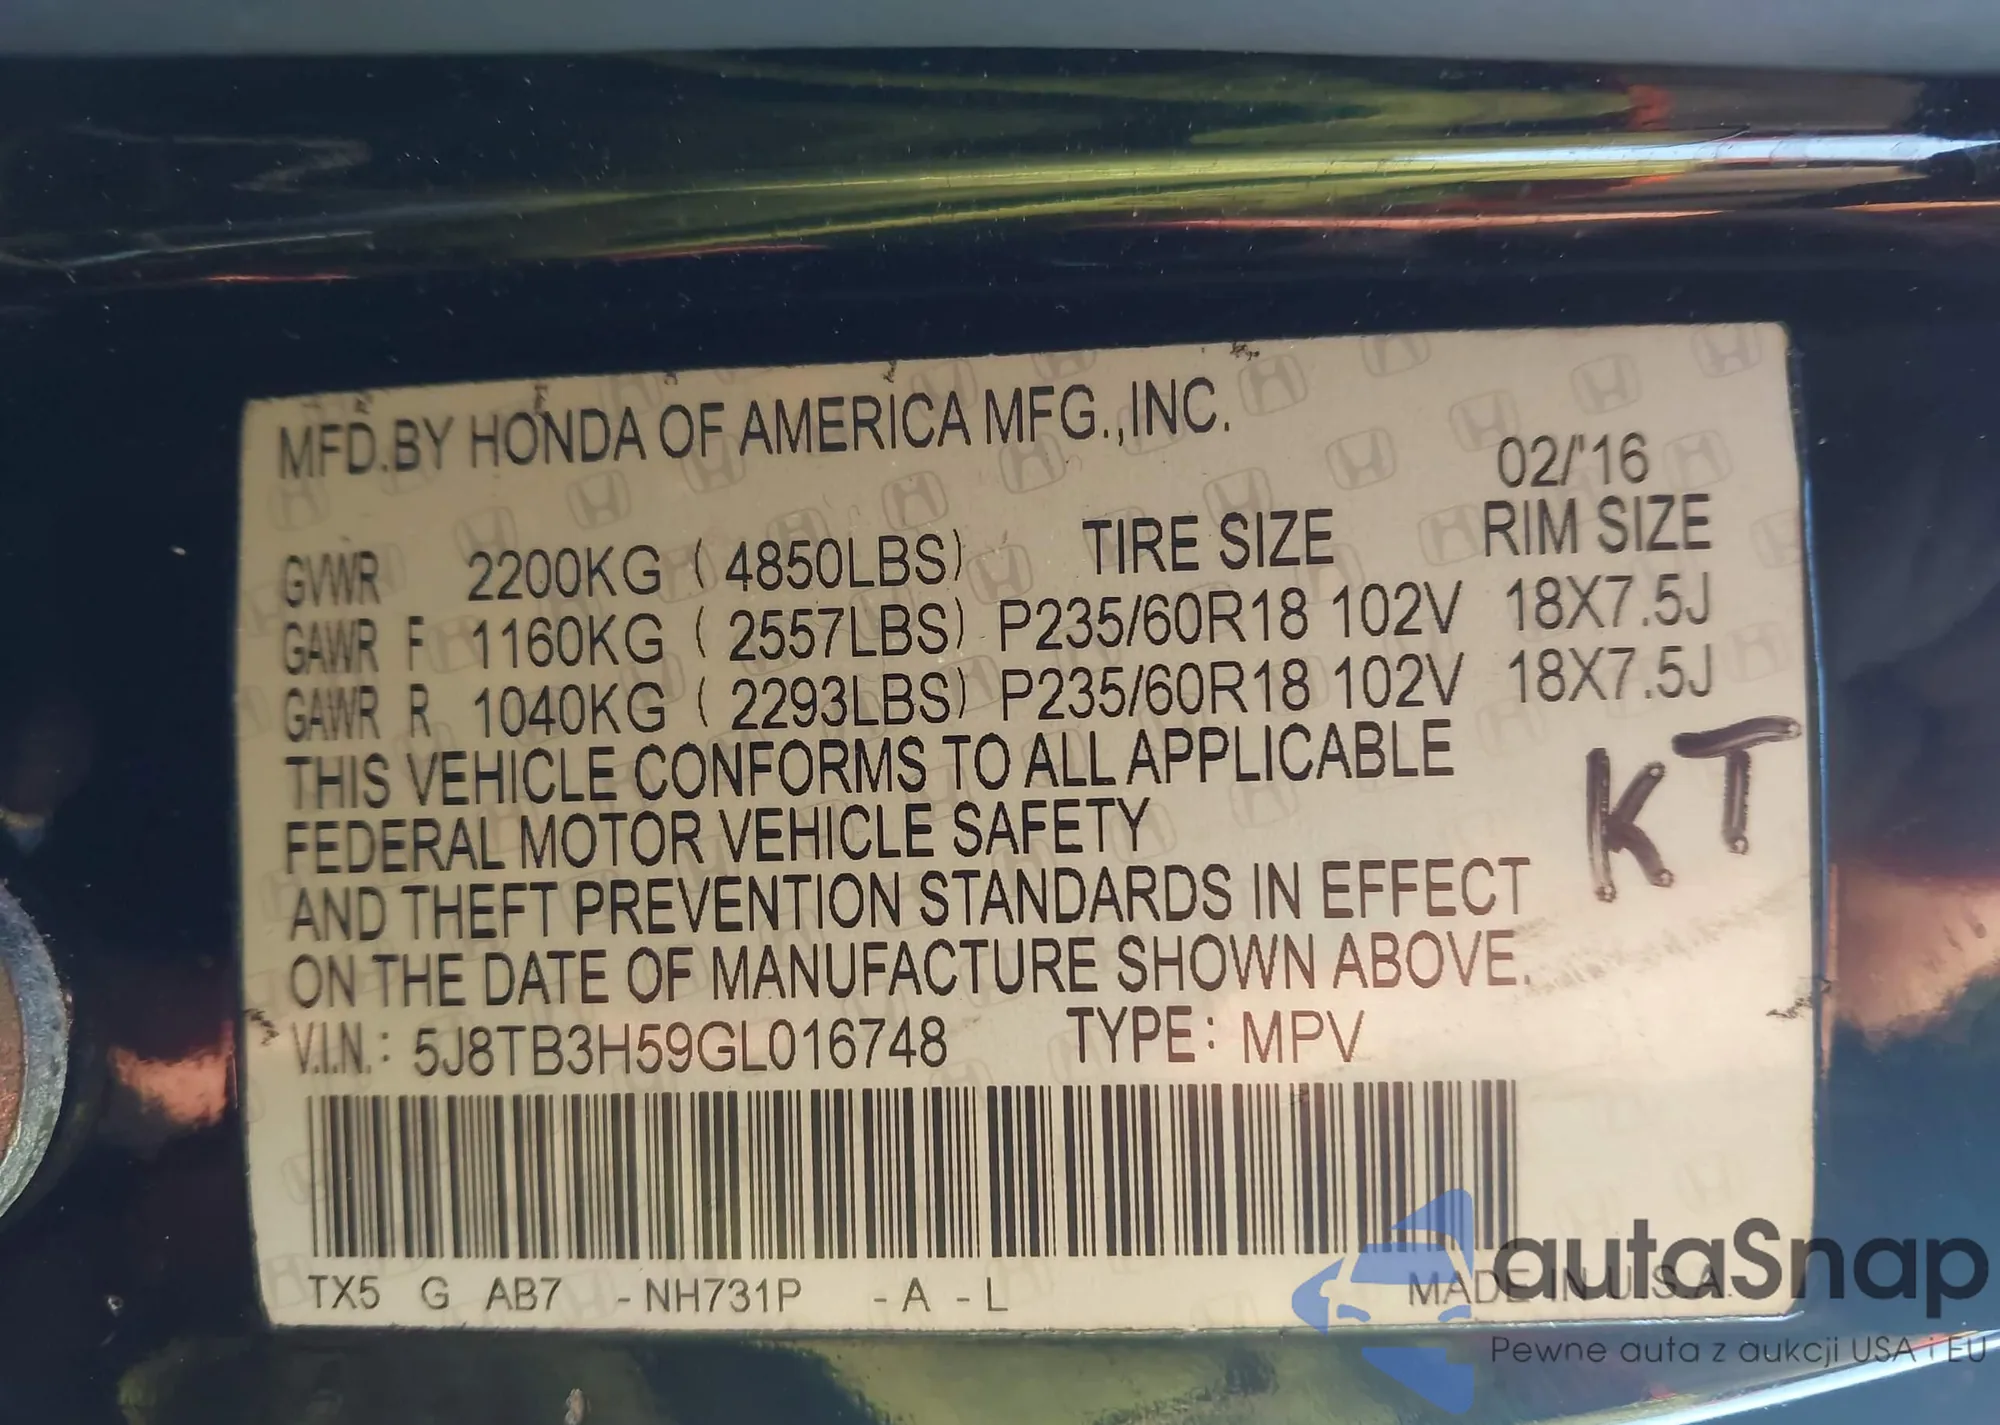 MFD.BY HONDA OF AMERICA MFG.,INC.
02/'16
GVWR 2200KG ( 4850LBS) TIRE SIZE RIM SIZE
GAWR F 1160KG ( 2557LBS) P235/60R18 102V 18X7.5J
GAWR R 1040KG ( 2293LBS) P235/60R18 102V 18X7.5J
THIS VEHICLE CONFORMS TO ALL APPLICABLE
FEDERAL MOTOR VEHICLE SAFETY
AND THEFT PREVENTION STANDARDS IN EFFECT
ON THE DATE OF MANUFACTURE SHOWN ABOVE.
KT
V.I.N.: 5J8TB3H59GL016748 TYPE: MPV
TX5 G AB7 -NH731P -A -L MADE IN U.S.A.
autaSnap
Pewne auta z aukcji USA i EU